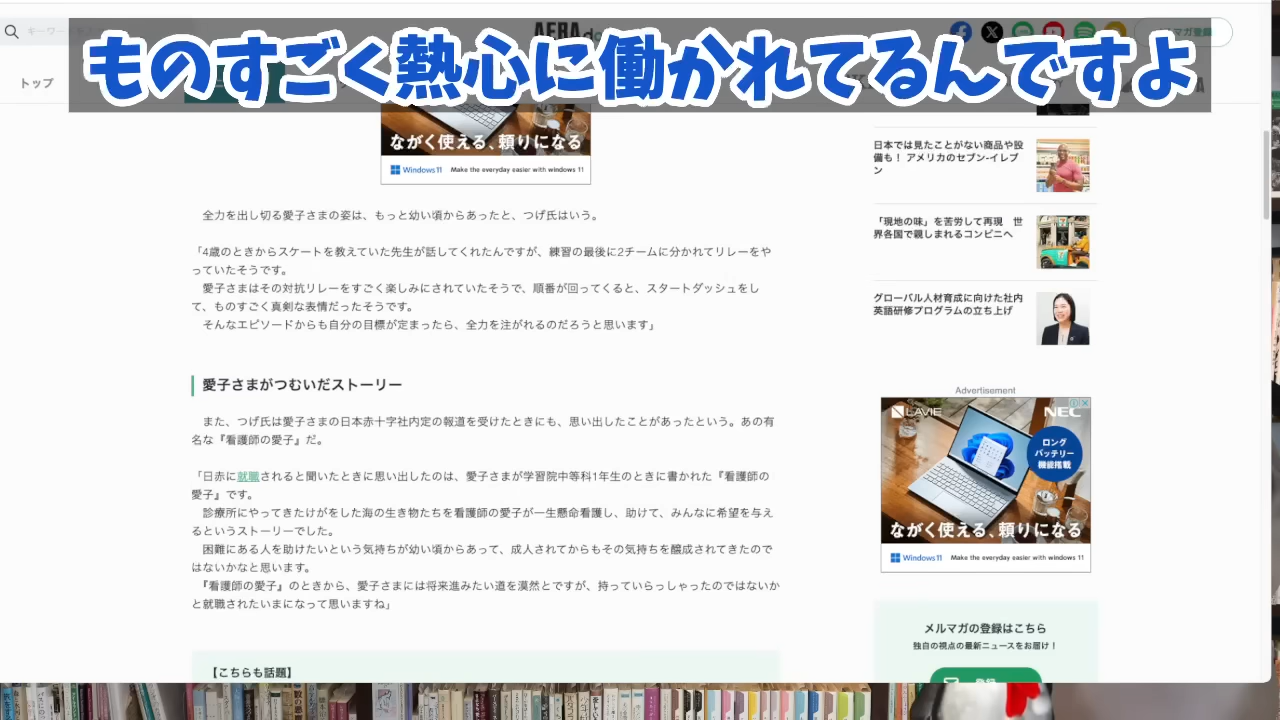 ものすごく熱心に働かれてるんですよ
トップ
ながく使える、頼りになる
Windows 11 Make the everyday easier with windows 11
全力を出し切る愛子さまの姿は、もっと幼い頃からあったと、つげ氏はいう。
「4歳のときからスケートを教えていた先生が話してくれたんですが、練習の最後に2チームに分かれてリレーをや
っていたそうです。
愛子さまはその対抗リレーをすごく楽しみにされていたそうで、順番が回ってくると、スタートダッシュをし
て、ものすごく真剣な表情だったそうです。
そんなエピソードからも自分の目標が定まったら、全力を注がれるのだろうと思います」
愛子さまがつむいだストーリー
また、つげ氏は愛子さまの日本赤十字社内定の報道を受けたときにも、思い出したことがあったという。あの有
名な『看護師の愛子』だ。
「日赤に就職されると聞いたときに思い出したのは、愛子さまが学習院中等科1年生のときに書かれた『看護師の
愛子』です。
診療所にやってきたけがをした海の生き物たちを看護師の愛子が一生懸命看護し、助けて、みんなに希望を与え
るというストーリーでした。
困難にある人を助けたいという気持ちが幼い頃からあって、成人されてからもその気持ちを醸成されてきたので
はないかなと思います。
『看護師の愛子』のときから、愛子さまには将来進みたい道を漠然とですが、持っていらっしゃったのではないか
と就職されたいまになって思いますね」
【こちらも話題】
日本では見たことがない商品や設
備も！ アメリカのセブン-イレブ
ン
「現地の味」を苦労して再現 世
界各国で親しまれるコンビニへ
グローバル人材育成に向けた社内
英語研修プログラムの立ち上げ
Advertisement
LAVIE NEC
ロング
バッテリー
機能搭載
ながく使える、頼りになる
Windows 11 Make the everyday easier with windows 11
メルマガの登録はこちら
独自の視点の最新ニュースをお届け！
登録